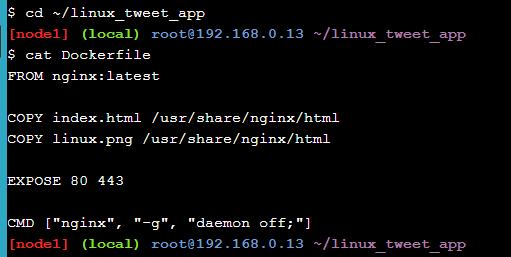 $ cd ~/linux_tweet_app
[node1] (local) root@192.168.0.13 ~/linux_tweet_app
$ cat Dockerfile
FROM nginx:latest
COPY index.html /usr/share/nginx/html
COPY linux.png /usr/share/nginx/html
EXPOSE 80 443
CMD ["nginx", "-g", "daemon off;"]
[node1] (local) root@192.168.0.13 ~/linux_tweet_app